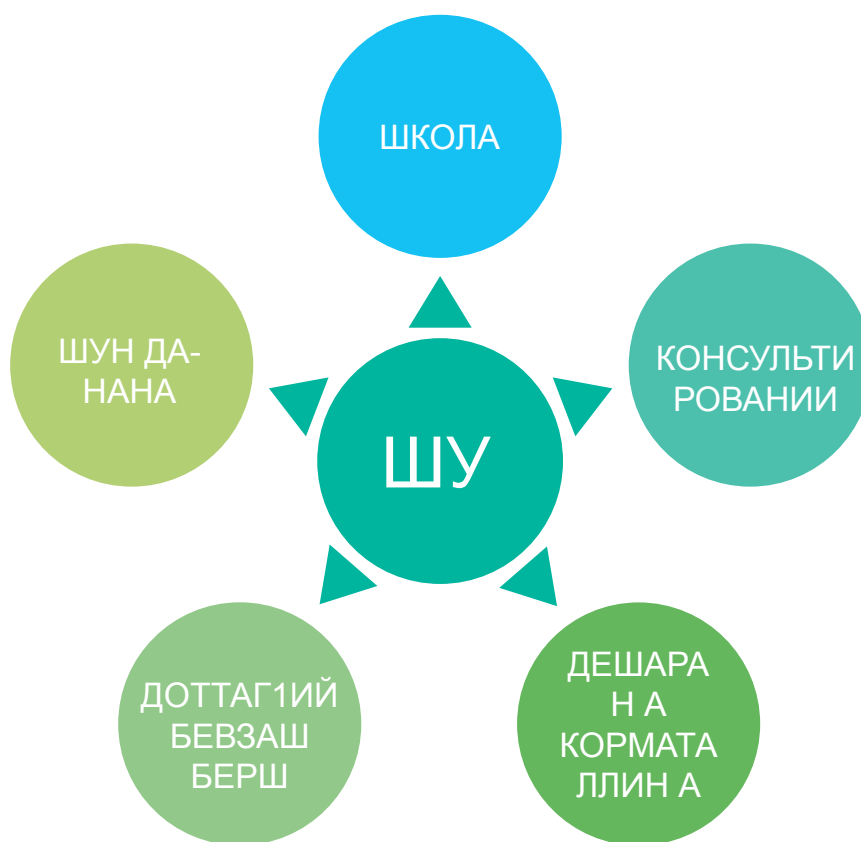 ШКОЛА
ШУН ДА-
НАНА
КОНСУЛЬТИ
РОВАНИИ
ШУ
ДОТТАГ1ИЙ
БЕВЗАШ
БЕРШ
ДЕШАРА
Н А
КОРМАТА
ЛЛИН А